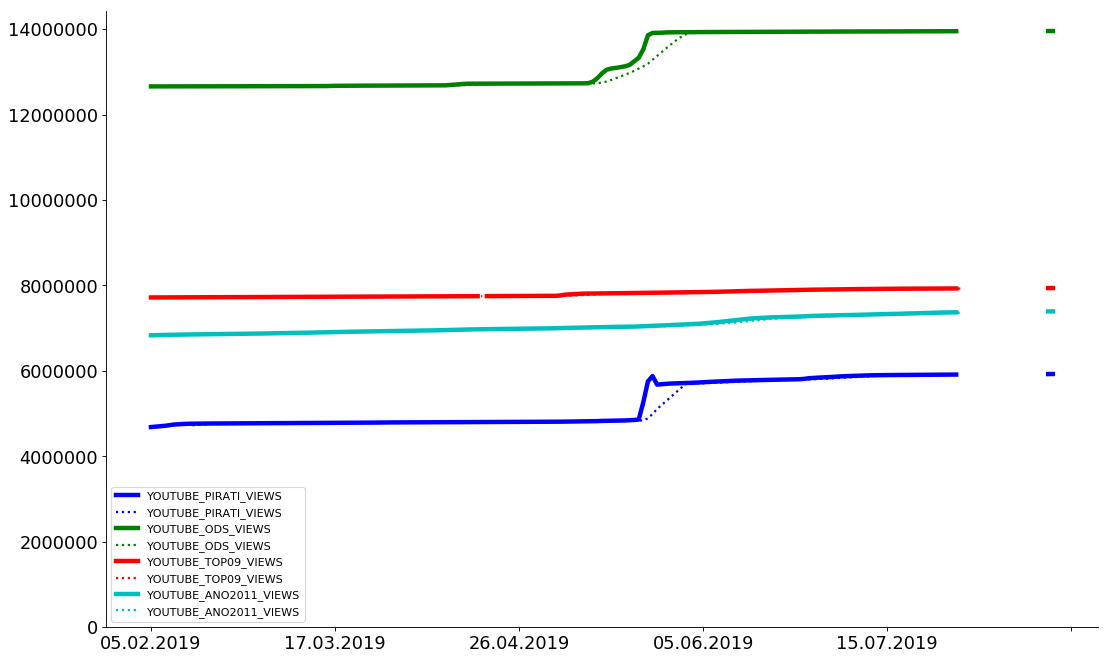 14000000
12000000
10000000
8000000
6000000
4000000
2000000
0
YOUTUBE_PIRATI_VIEWS
YOUTUBE_PIRATI_VIEWS
YOUTUBE_ODS_VIEWS
YOUTUBE_ODS_VIEWS
YOUTUBE_TOP09_VIEWS
YOUTUBE_TOP09_VIEWS
YOUTUBE_ANO2011_VIEWS
YOUTUBE_ANO2011_VIEWS
05.02.2019 17.03.2019 26.04.2019 05.06.2019 15.07.2019